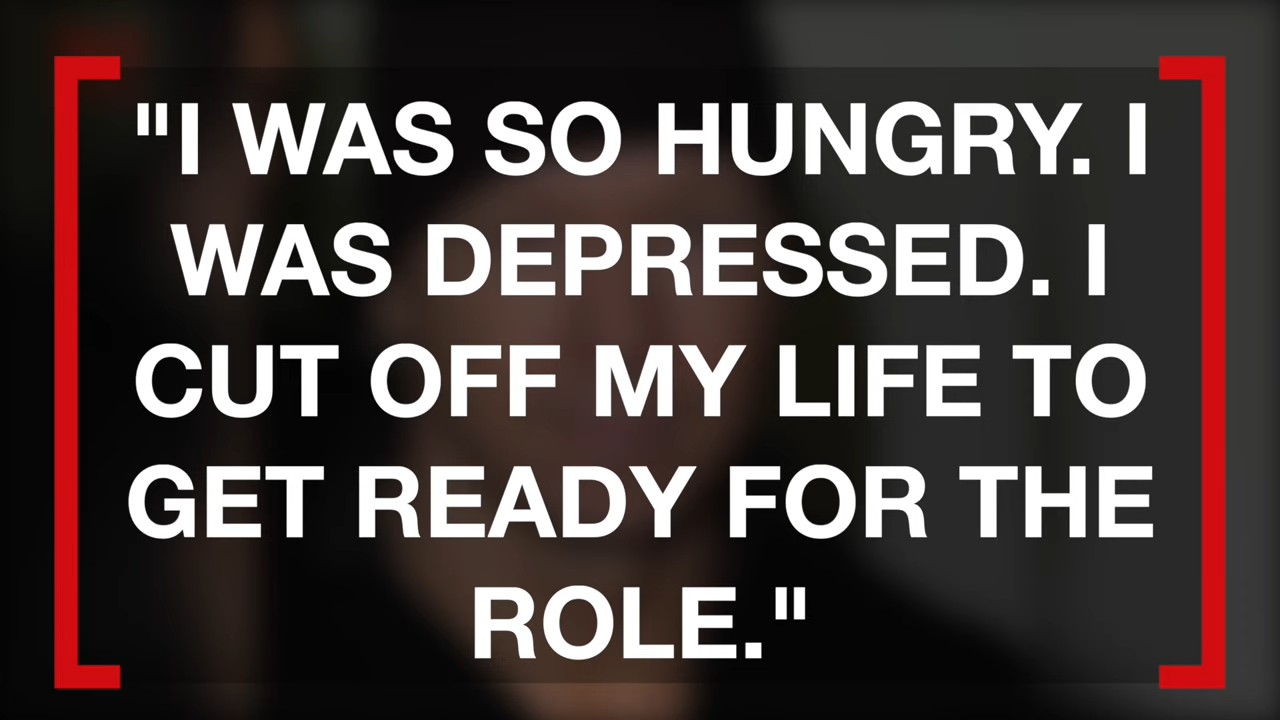 "I WAS SO HUNGRY. I
WAS DEPRESSED. I
CUT OFF MY LIFE TO
GET READY FOR THE
ROLE."